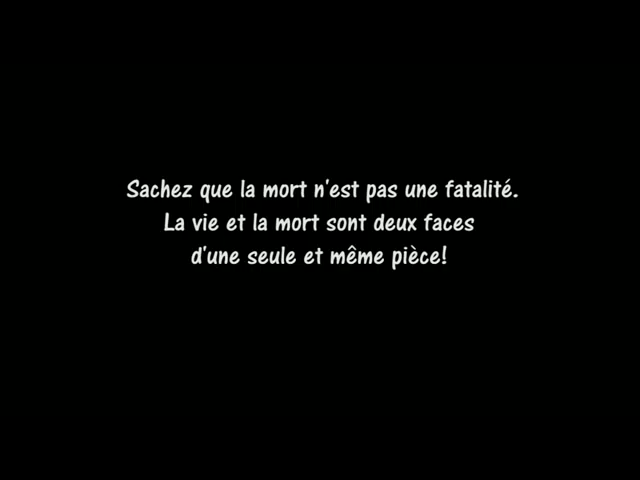 Sachez que la mort n'est pas une fatalité.
La vie et la mort sont deux faces
d'une seule et même pièce!